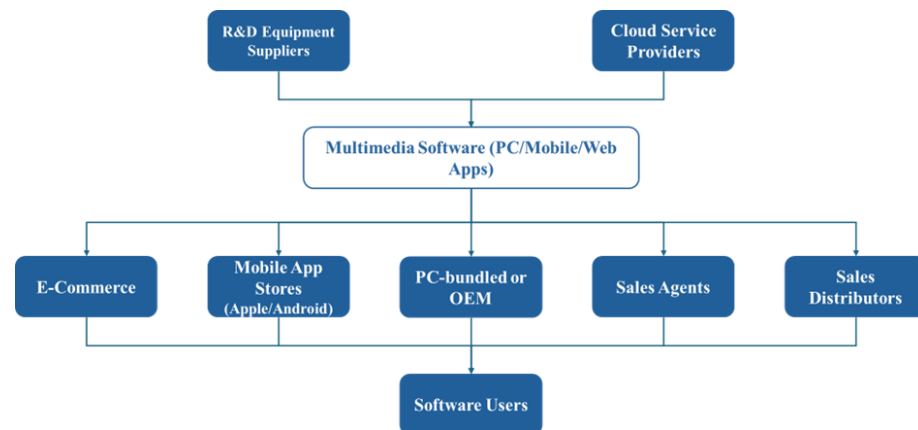 R&D Equipment
Suppliers
Cloud Service
Providers
Multimedia Software (PC/Mobile/Web
Apps)
E-Commerce
Mobile App
Stores
(Apple/Android)
PC-bundled or
OEM
Sales Agents
Sales
Distributors
Software Users